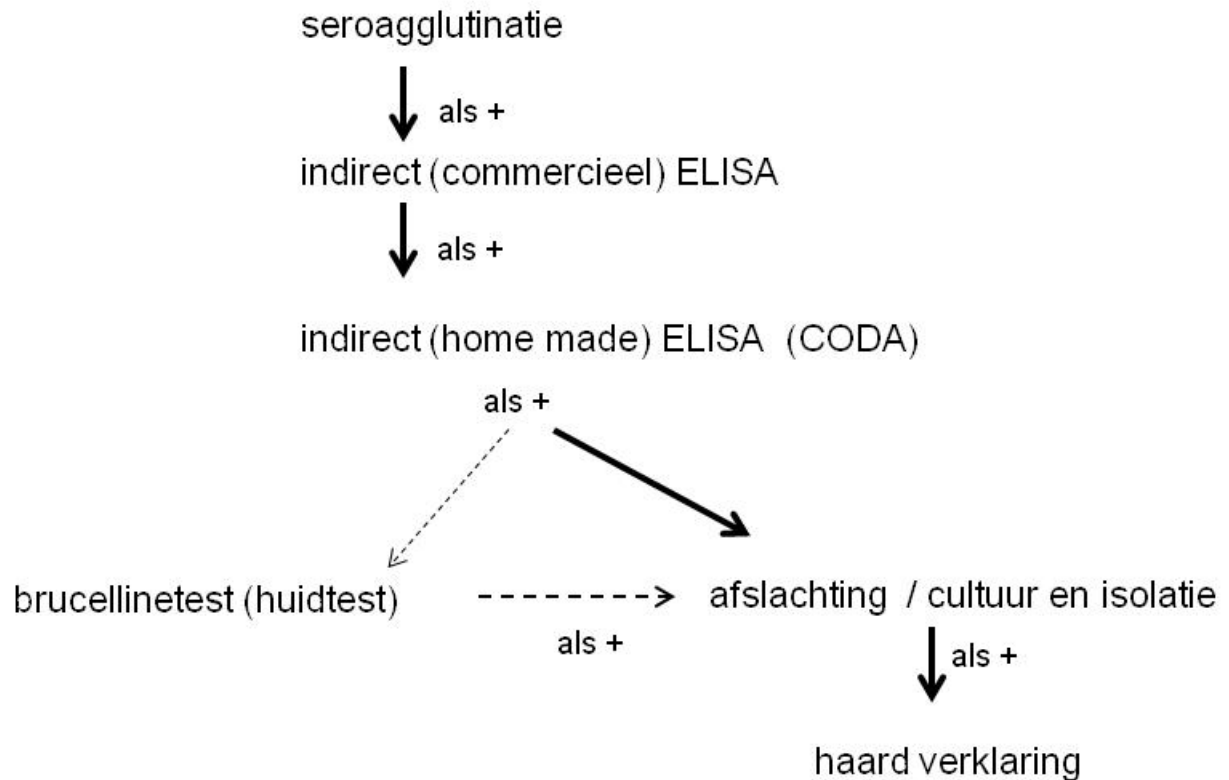 seroagglutinatie
als +
indirect (commercieel) ELISA
als +
indirect (home made) ELISA (CODA)
als +
brucellinetest (huidtest)
als +
afslachting / cultuur en isolatie
als +
haard verklaring